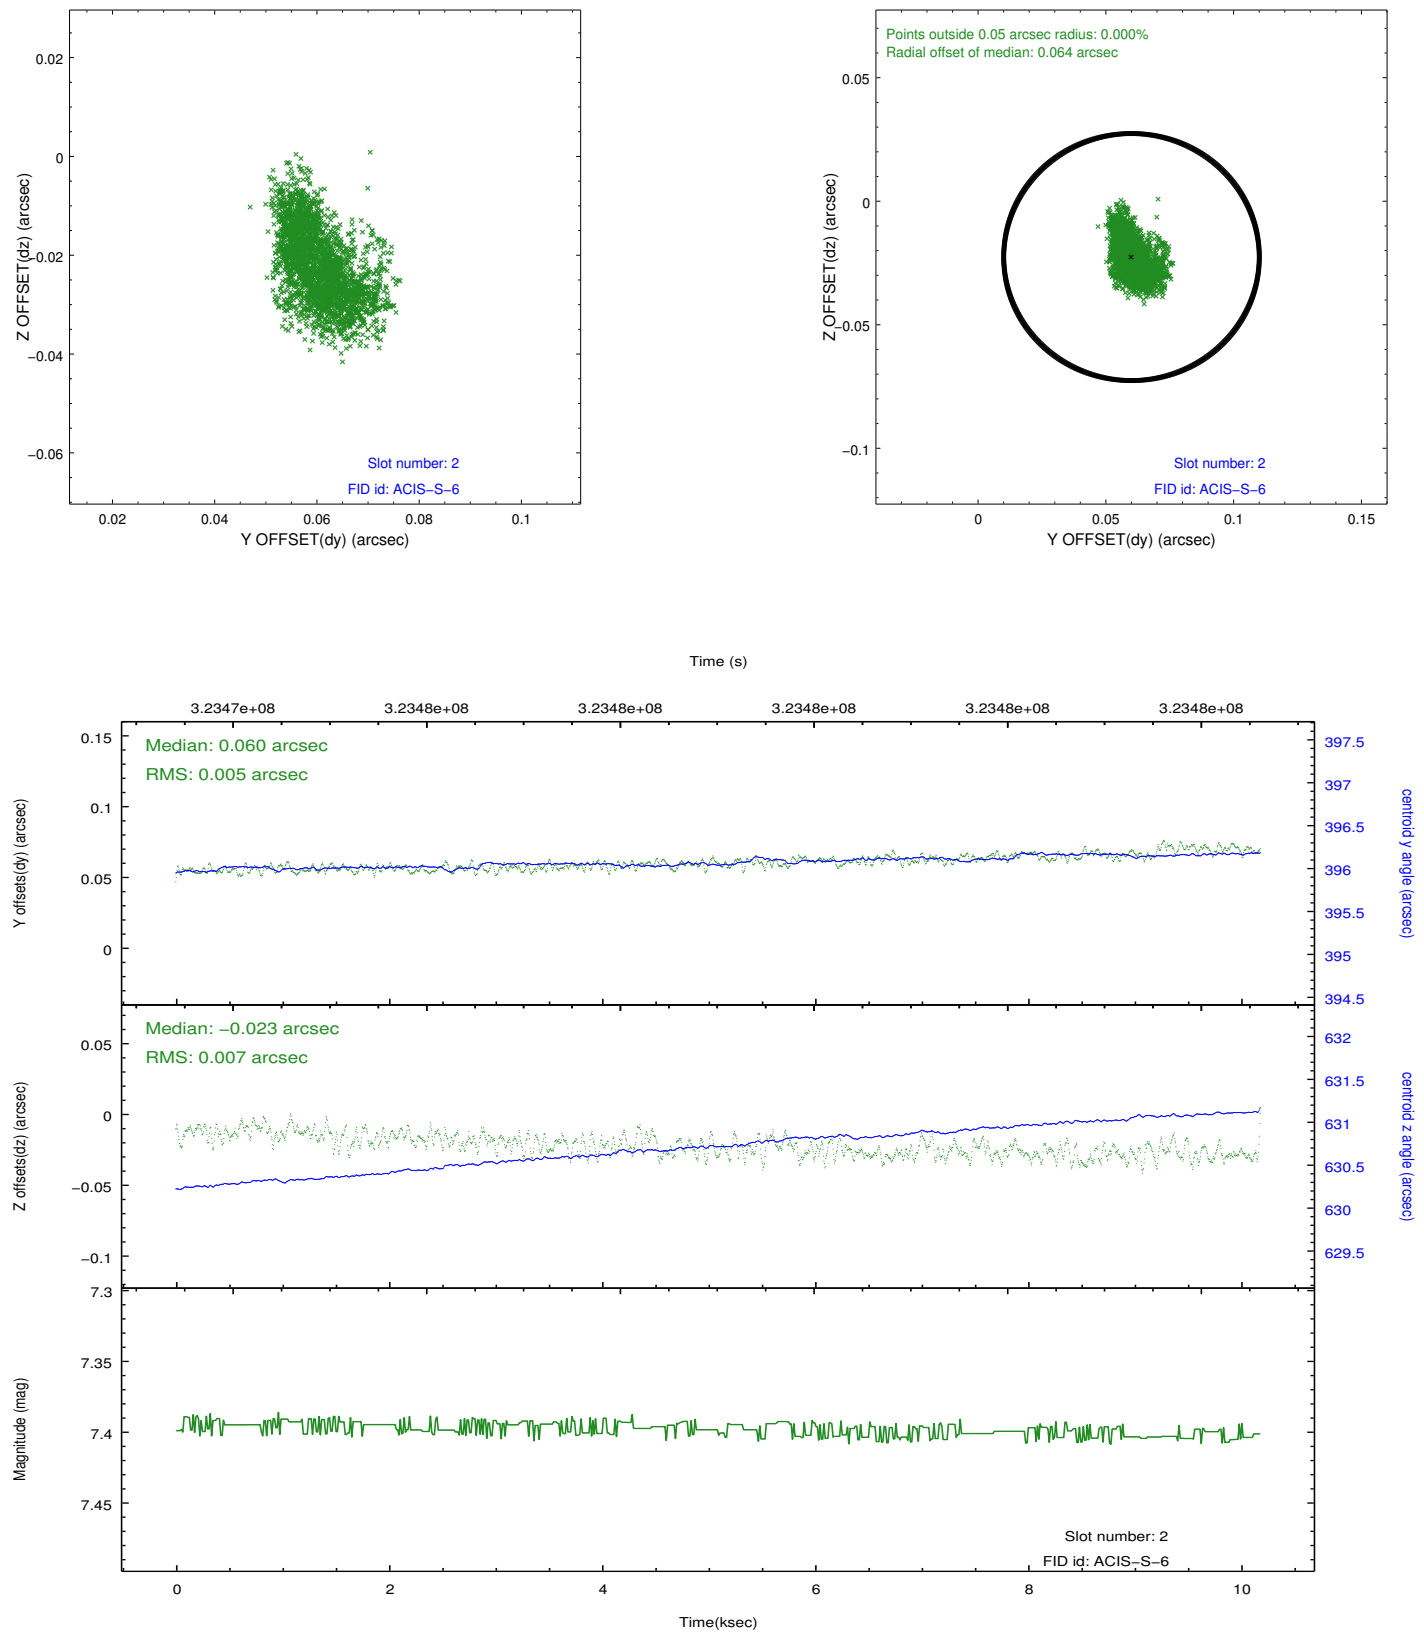 0.02
0
−0.02
−0.04
−0.06
Z OFFSET(dz) (arcsec)
Slot number: 2
FID id: ACIS−S−6
0.02 0.04 0.06 0.08 0.1
Y OFFSET(dy) (arcsec)
Points outside 0.05 arcsec radius: 0.000%
Radial offset of median: 0.064 arcsec
0.05
0
−0.05
−0.1
Z OFFSET(dz) (arcsec)
Slot number: 2
FID id: ACIS−S−6
0 0.05 0.1 0.15
Y OFFSET(dy) (arcsec)
Time (s)
3.2347e+08 3.2348e+08 3.2348e+08 3.2348e+08 3.2348e+08 3.2348e+08
Median: 0.060 arcsec
RMS: 0.005 arcsec
0.15
0.1
0.05
0
Y offsets(dy) (arcsec)
397.5
397
396.5
396
395.5
395
394.5
centroid y angle (arcsec)
Median: −0.023 arcsec
RMS: 0.007 arcsec
0.05
0
−0.05
−0.1
Z offsets(dz) (arcsec)
632
631.5
631
630.5
630
629.5
centroid z angle (arcsec)
7.3
7.35
7.4
7.45
Magnitude (mag)
Slot number: 2
FID id: ACIS−S−6
0 2 4 6 8 10
Time(ksec)